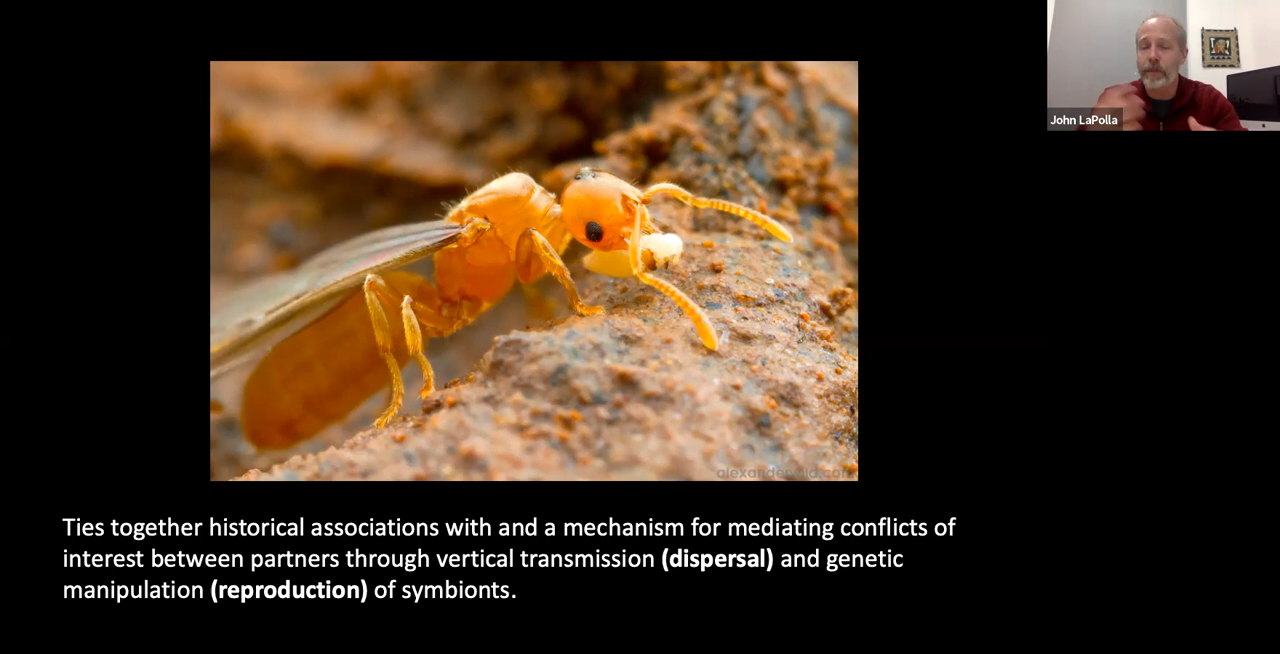 John LaPolla
alexanderwild.com
Ties together historical associations with and a mechanism for mediating conflicts of
interest between partners through vertical transmission (dispersal) and genetic
manipulation (reproduction) of symbionts.